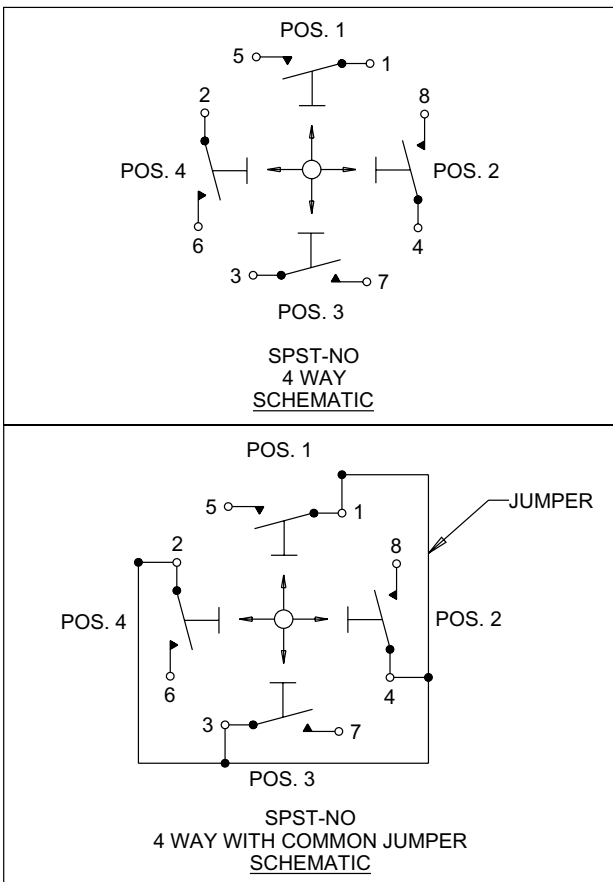 POS. 1
5
1
2
8
POS. 4
POS. 2
6
4
3
7
POS. 3
SPST-NO
4 WAY
SCHEMATIC
POS. 1
JUMPER
5
1
2
8
POS. 4
POS. 2
6
4
3
7
POS. 3
SPST-NO
4 WAY WITH COMMON JUMPER
SCHEMATIC